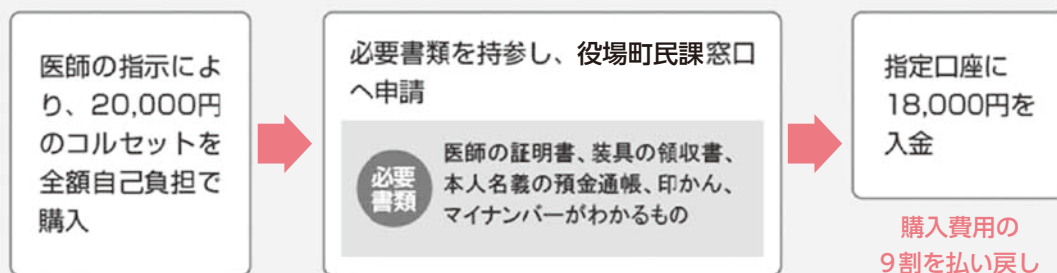 医師の指示によ
り、20,000円
のコルセットを
全額自己負担で
購入
必要書類を持参し、役場町民課窓口
へ申請
必要
書類
医師の証明書、装具の領収書、
本人名義の預金通帳、印かん、
マイナンバーがわかるもの
指定口座に
18,000円を
入金
購入費用の
9割を払い戻し